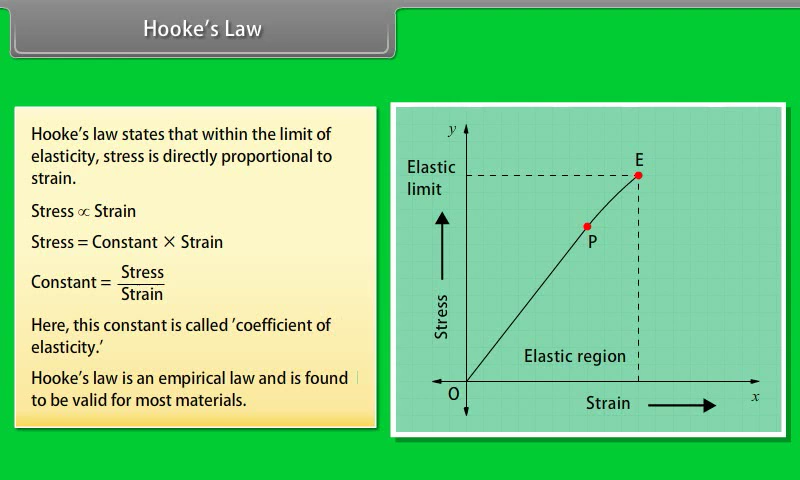 Hooke's Law
Hooke's law states that within the limit of
elasticity, stress is directly proportional to
strain.
Stress ∝ Strain
Stress = Constant × Strain
Constant = Stress / Strain
Here, this constant is called 'coefficient of
elasticity.'
Hooke's law is an empirical law and is found
to be valid for most materials.
y
E
Elastic
limit
P
Stress
Elastic region
O
Strain
x